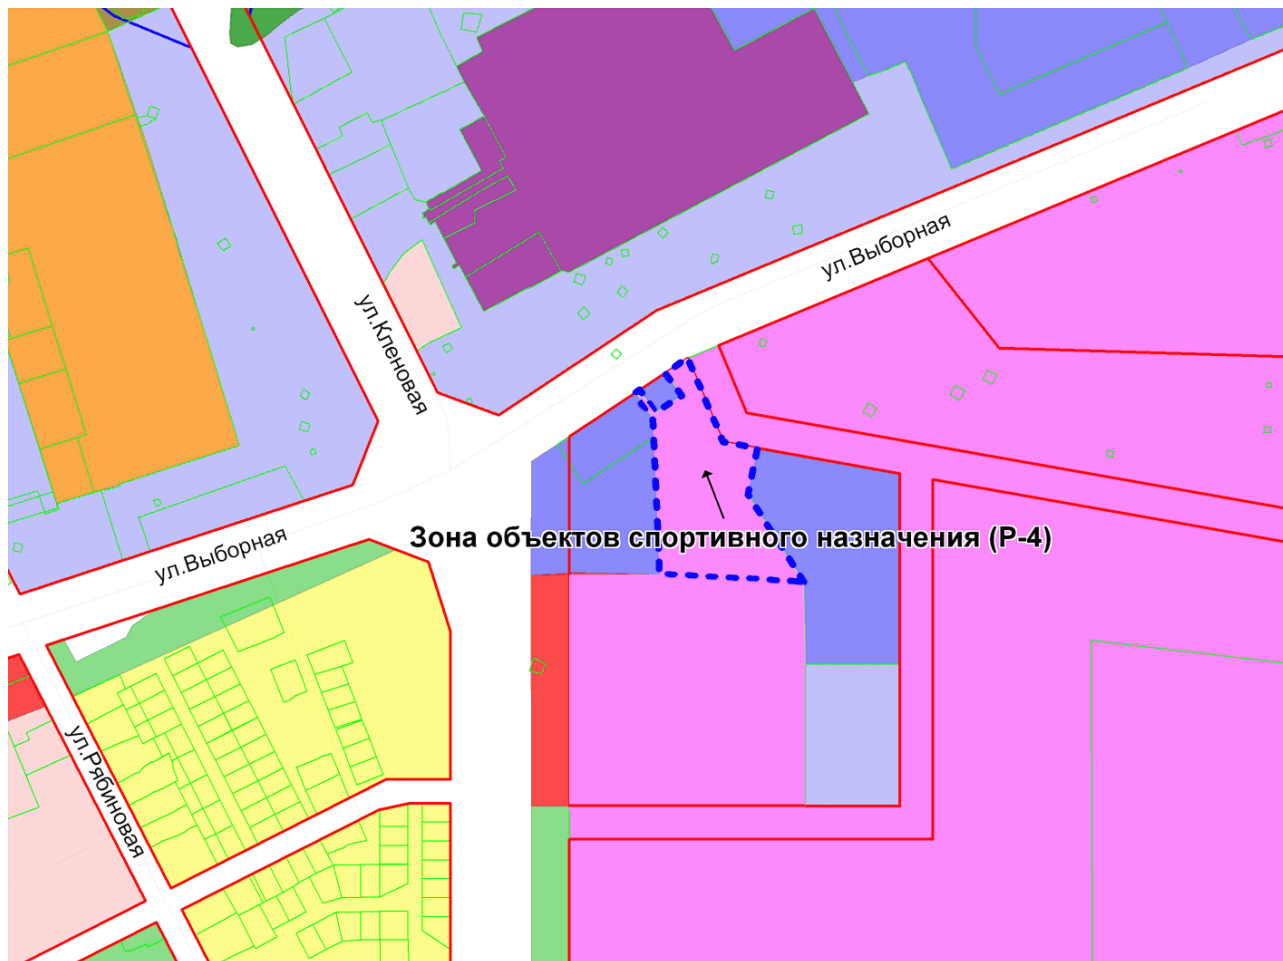 ул.Выборная
ул.Кленовая
Зона объектов спортивного назначения (Р-4)
ул.Выборная
ул.Рябиновая